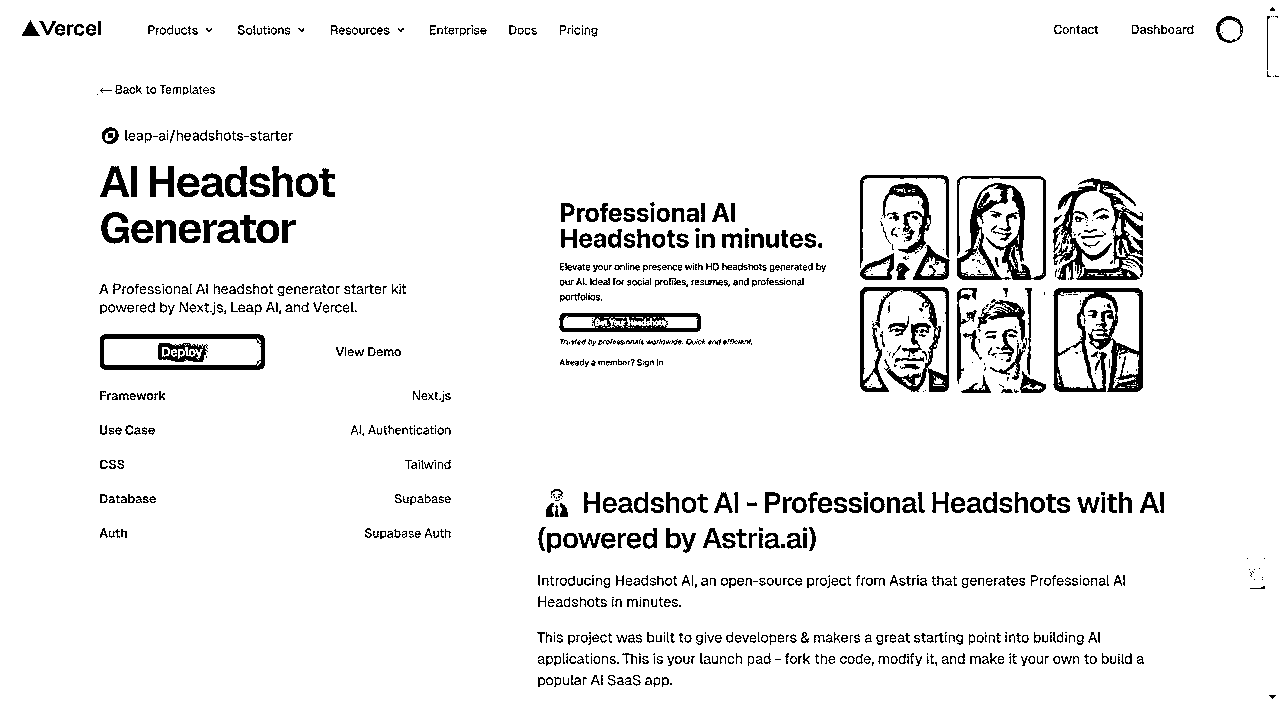 Vercel
Products
Solutions
Resources
Enterprise
Docs
Pricing
Contact
Dashboard
← Back to Templates
leap-ai/headshots-starter
AI Headshot
Generator
A Professional AI headshot generator starter kit
powered by Next.js, Leap AI, and Vercel.
Deploy
View Demo
Framework Next.js
Use Case AI, Authentication
CSS Tailwind
Database Supabase
Auth Supabase Auth
Professional AI
Headshots in minutes.
Elevate your online presence with HD headshots generated by
our AI. Ideal for social profiles, resumes, and professional
portfolios.
Get Your Headshots
Trusted by professionals worldwide. Quick and efficient.
Already a member? Sign In
Headshot AI - Professional Headshots with AI
(powered by Astria.ai)
Introducing Headshot AI, an open-source project from Astria that generates Professional AI
Headshots in minutes.
This project was built to give developers & makers a great starting point into building AI
applications. This is your launch pad - fork the code, modify it, and make it your own to build a
popular AI SaaS app.